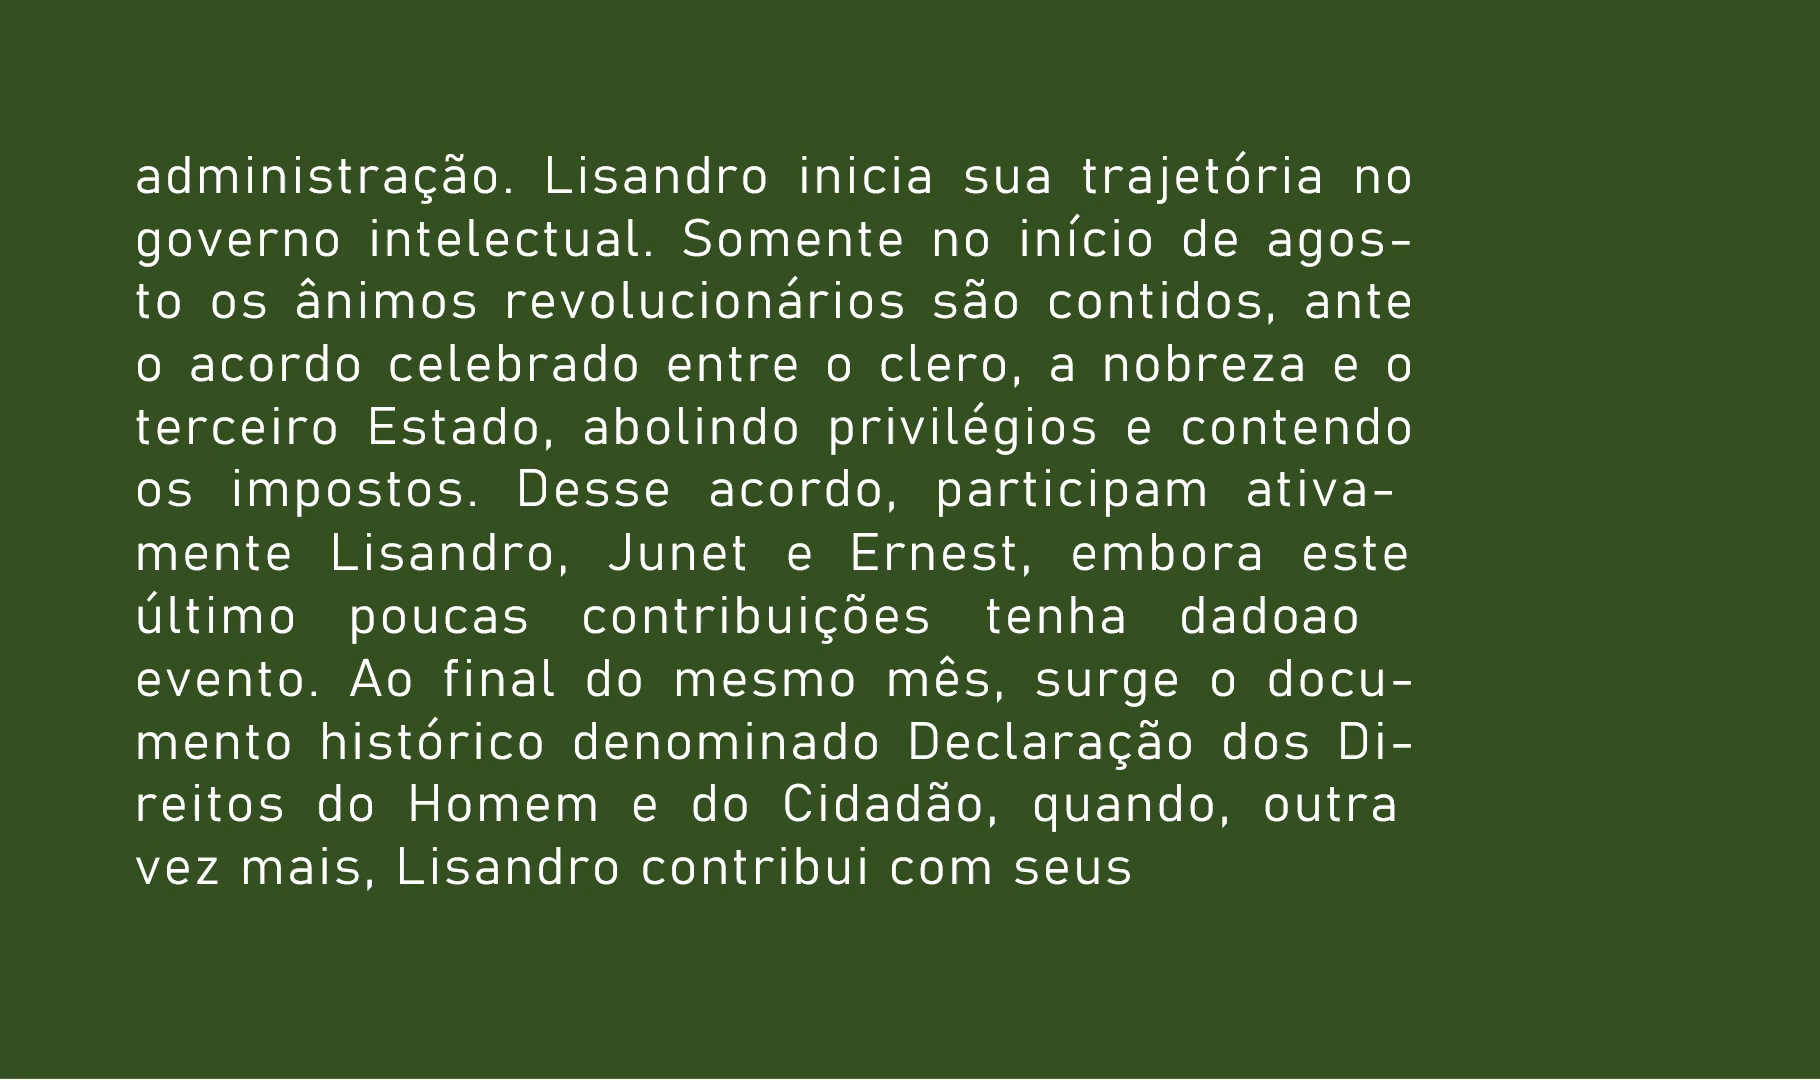 administração. Lisandro inicia sua trajetória no
governo intelectual. Somente no início de agos-
to os ânimos revolucionários são contidos, ante
o acordo celebrado entre o clero, a nobreza e o
terceiro Estado, abolindo privilégios e contendo
os impostos. Desse acordo, participam ativa-
mente Lisandro, Junet e Ernest, embora este
último poucas contribuições tenha dadoao
evento. Ao final do mesmo mês, surge o docu-
mento histórico denominado Declaração dos Di-
reitos do Homem e do Cidadão, quando, outra
vez mais, Lisandro contribui com seus